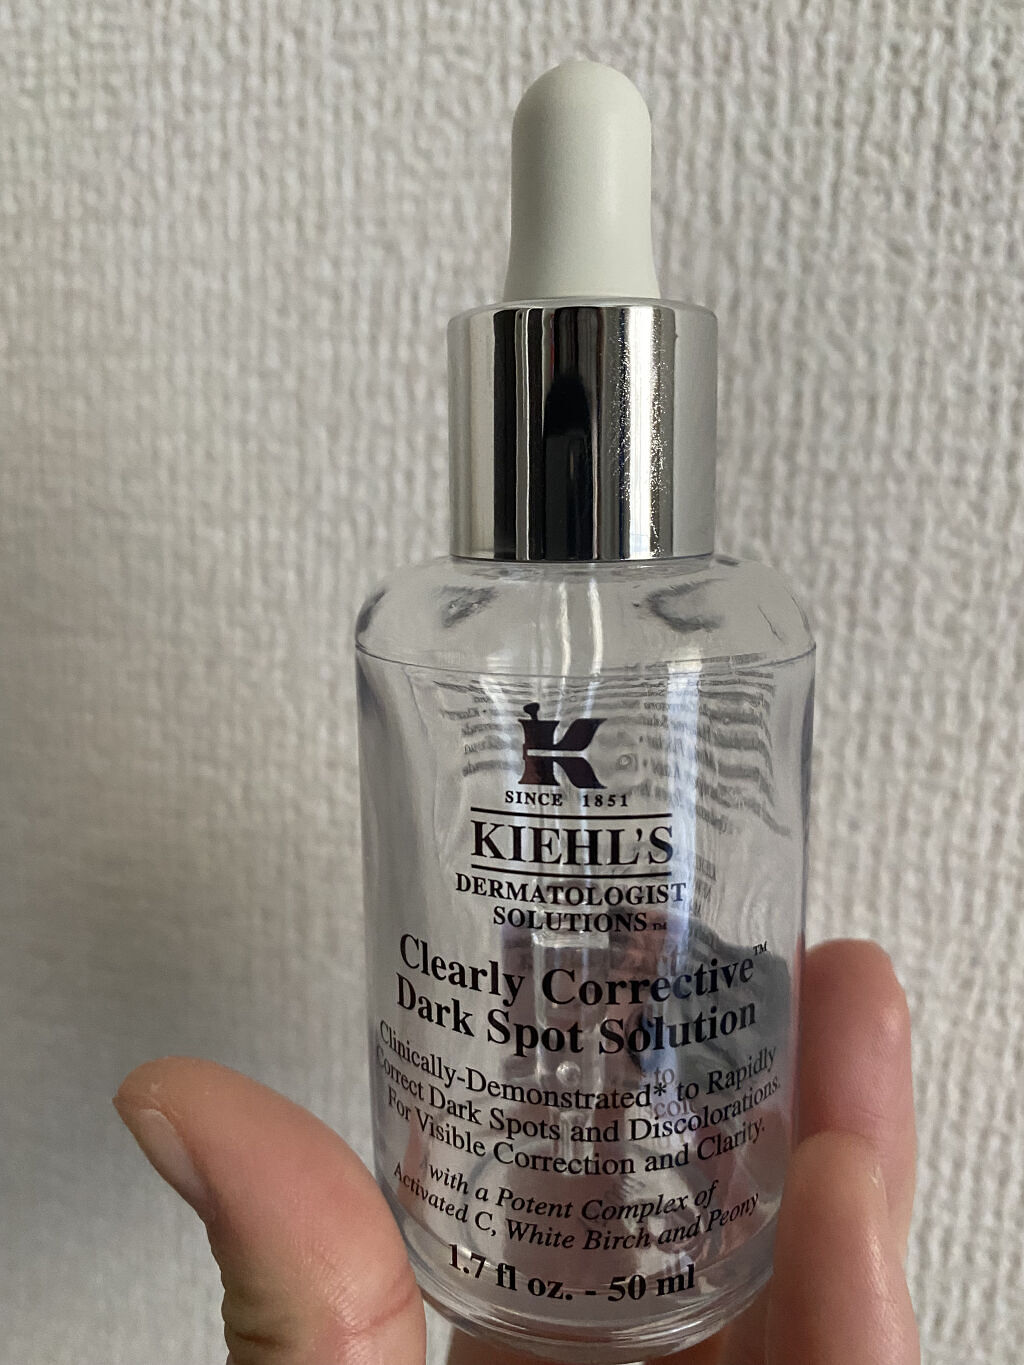 K
SINCE 1851
KIEHL'S
DERMATOLOGIST
SOLUTIONS™
Clearly Corrective™
Dark Spot Solution
Clinically-Demonstrated* to Rapidly
Correct Dark Spots and Discolorations.
For Visible Correction and Clarity.
with a Potent Complex of
Activated C, White Birch and Peony
1.7 fl oz. - 50 ml